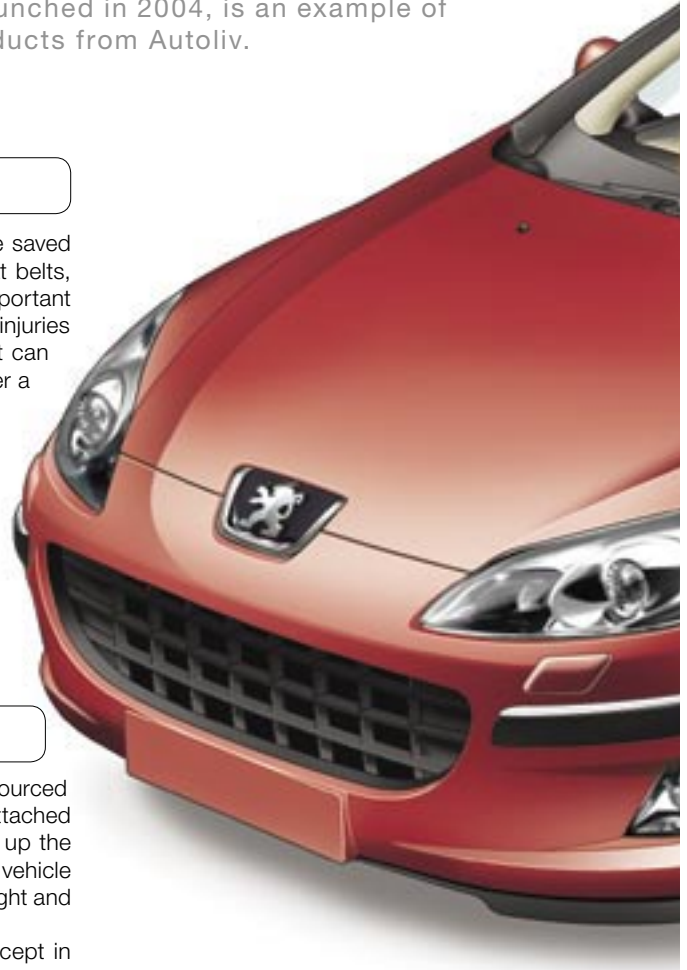 unched in 2004, is an example of
ducts from Autoliv.
e saved
t belts,
portant
injuries
t can
er a
ourced
ttached
up the
vehicle
ght and
cept in